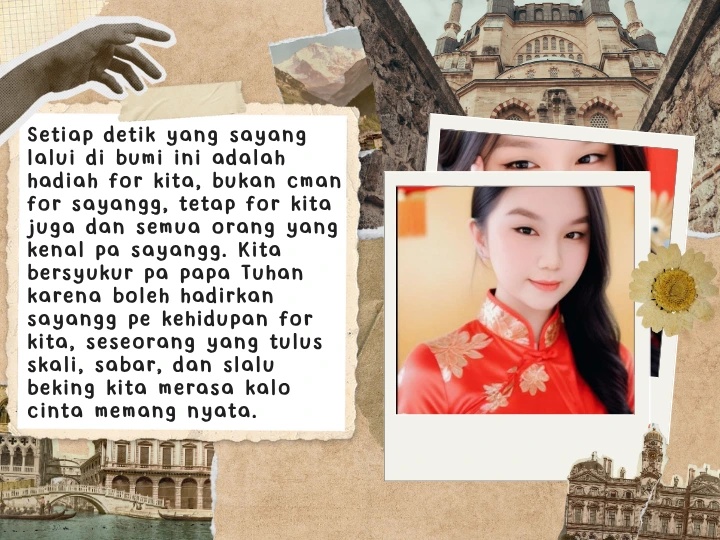 Setiap detik yang sayang
lalui di bumi ini adalah
hadiah for kita, bukan cman
for sayangg, tetap for kita
juga dan semua orang yang
kenal pa sayangg. Kita
bersyukur pa papa Tuhan
karena boleh hadirkan
sayangg pe kehidupan for
kita, seseorang yang tulus
skali, sabar, dan slalu
beking kita merasa kalo
cinta memang nyata.